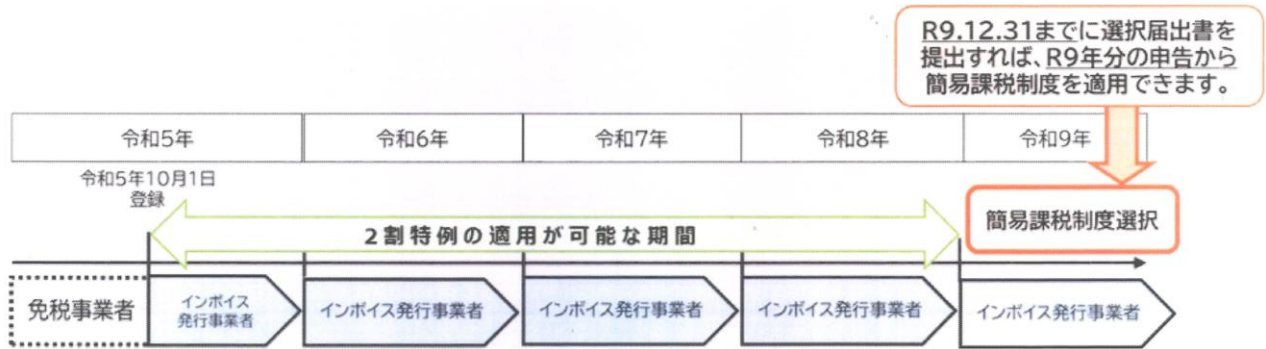 R9.12.31までに選択届出書を
提出すれば、R9年分の申告から
簡易課税制度を適用できます。
令和5年
令和6年
令和7年
令和8年
令和9年
令和5年10月1日
登録
2割特例の適用が可能な期間
簡易課税制度選択
免税事業者
インボイス
発行事業者
インボイス発行事業者
インボイス発行事業者
インボイス発行事業者
インボイス発行事業者